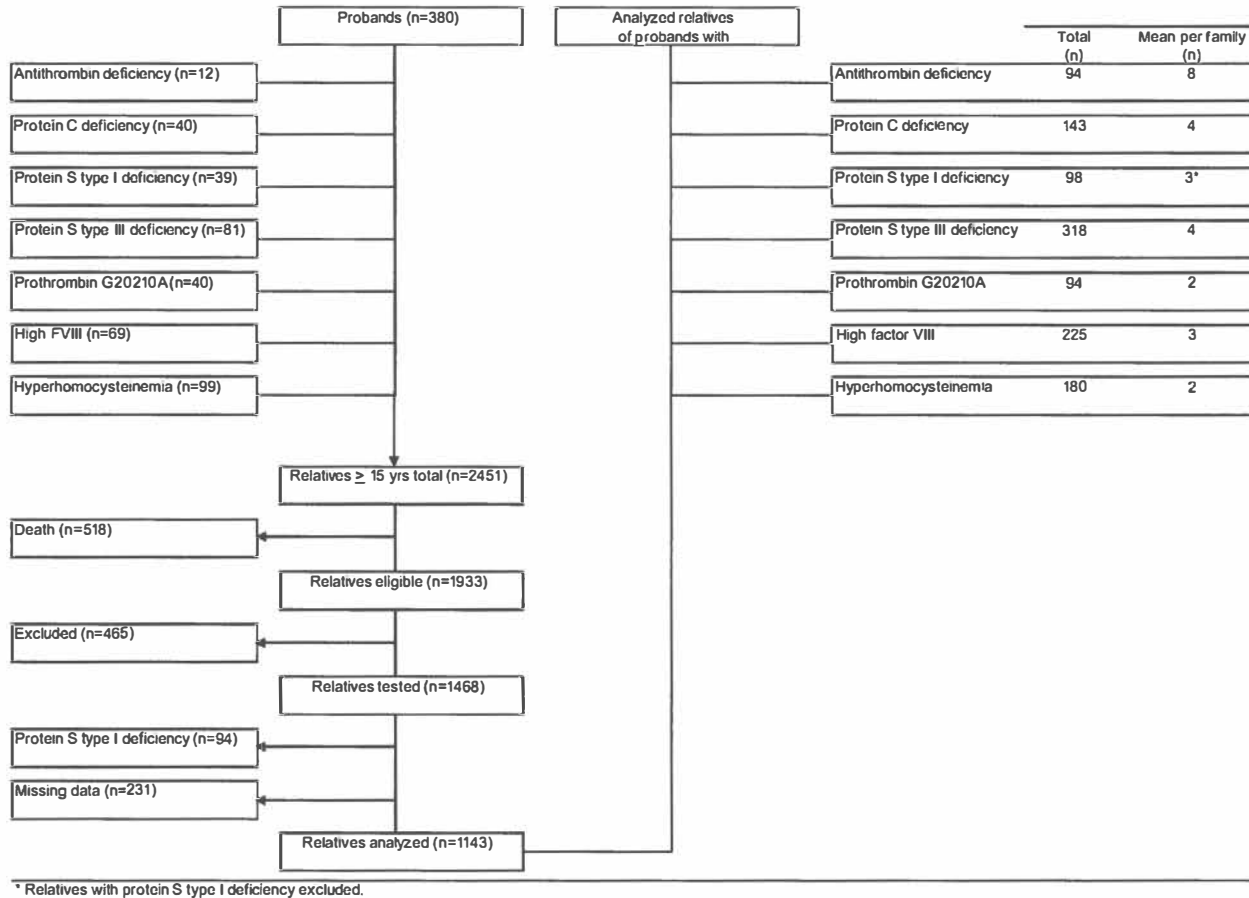 Probands (n=380)
Analyzed relatives
of probands with
Total
(n)
Mean per family
(n)
Antithrombin deficiency (n=12)
Antithrombin deficiency 94 8
Protein C deficiency (n=40)
Protein C deficiency 143 4
Protein S type I deficiency (n=39)
Protein S type I deficiency 98 3*
Protein S type III deficiency (n=81)
Protein S type III deficiency 318 4
Prothrombin G20210A(n=40)
Prothrombin G20210A 94 2
High FVIII (n=69)
High factor VIII 225 3
Hyperhomocysteinemia (n=99)
Hyperhomocysteinemia 180 2
Relatives ≥ 15 yrs total (n=2451)
Death (n=518)
Relatives eligible (n=1933)
Excluded (n=465)
Relatives tested (n=1468)
Protein S type I deficiency (n=94)
Missing data (n=231)
Relatives analyzed (n=1143)
* Relatives with protein S type I deficiency excluded.